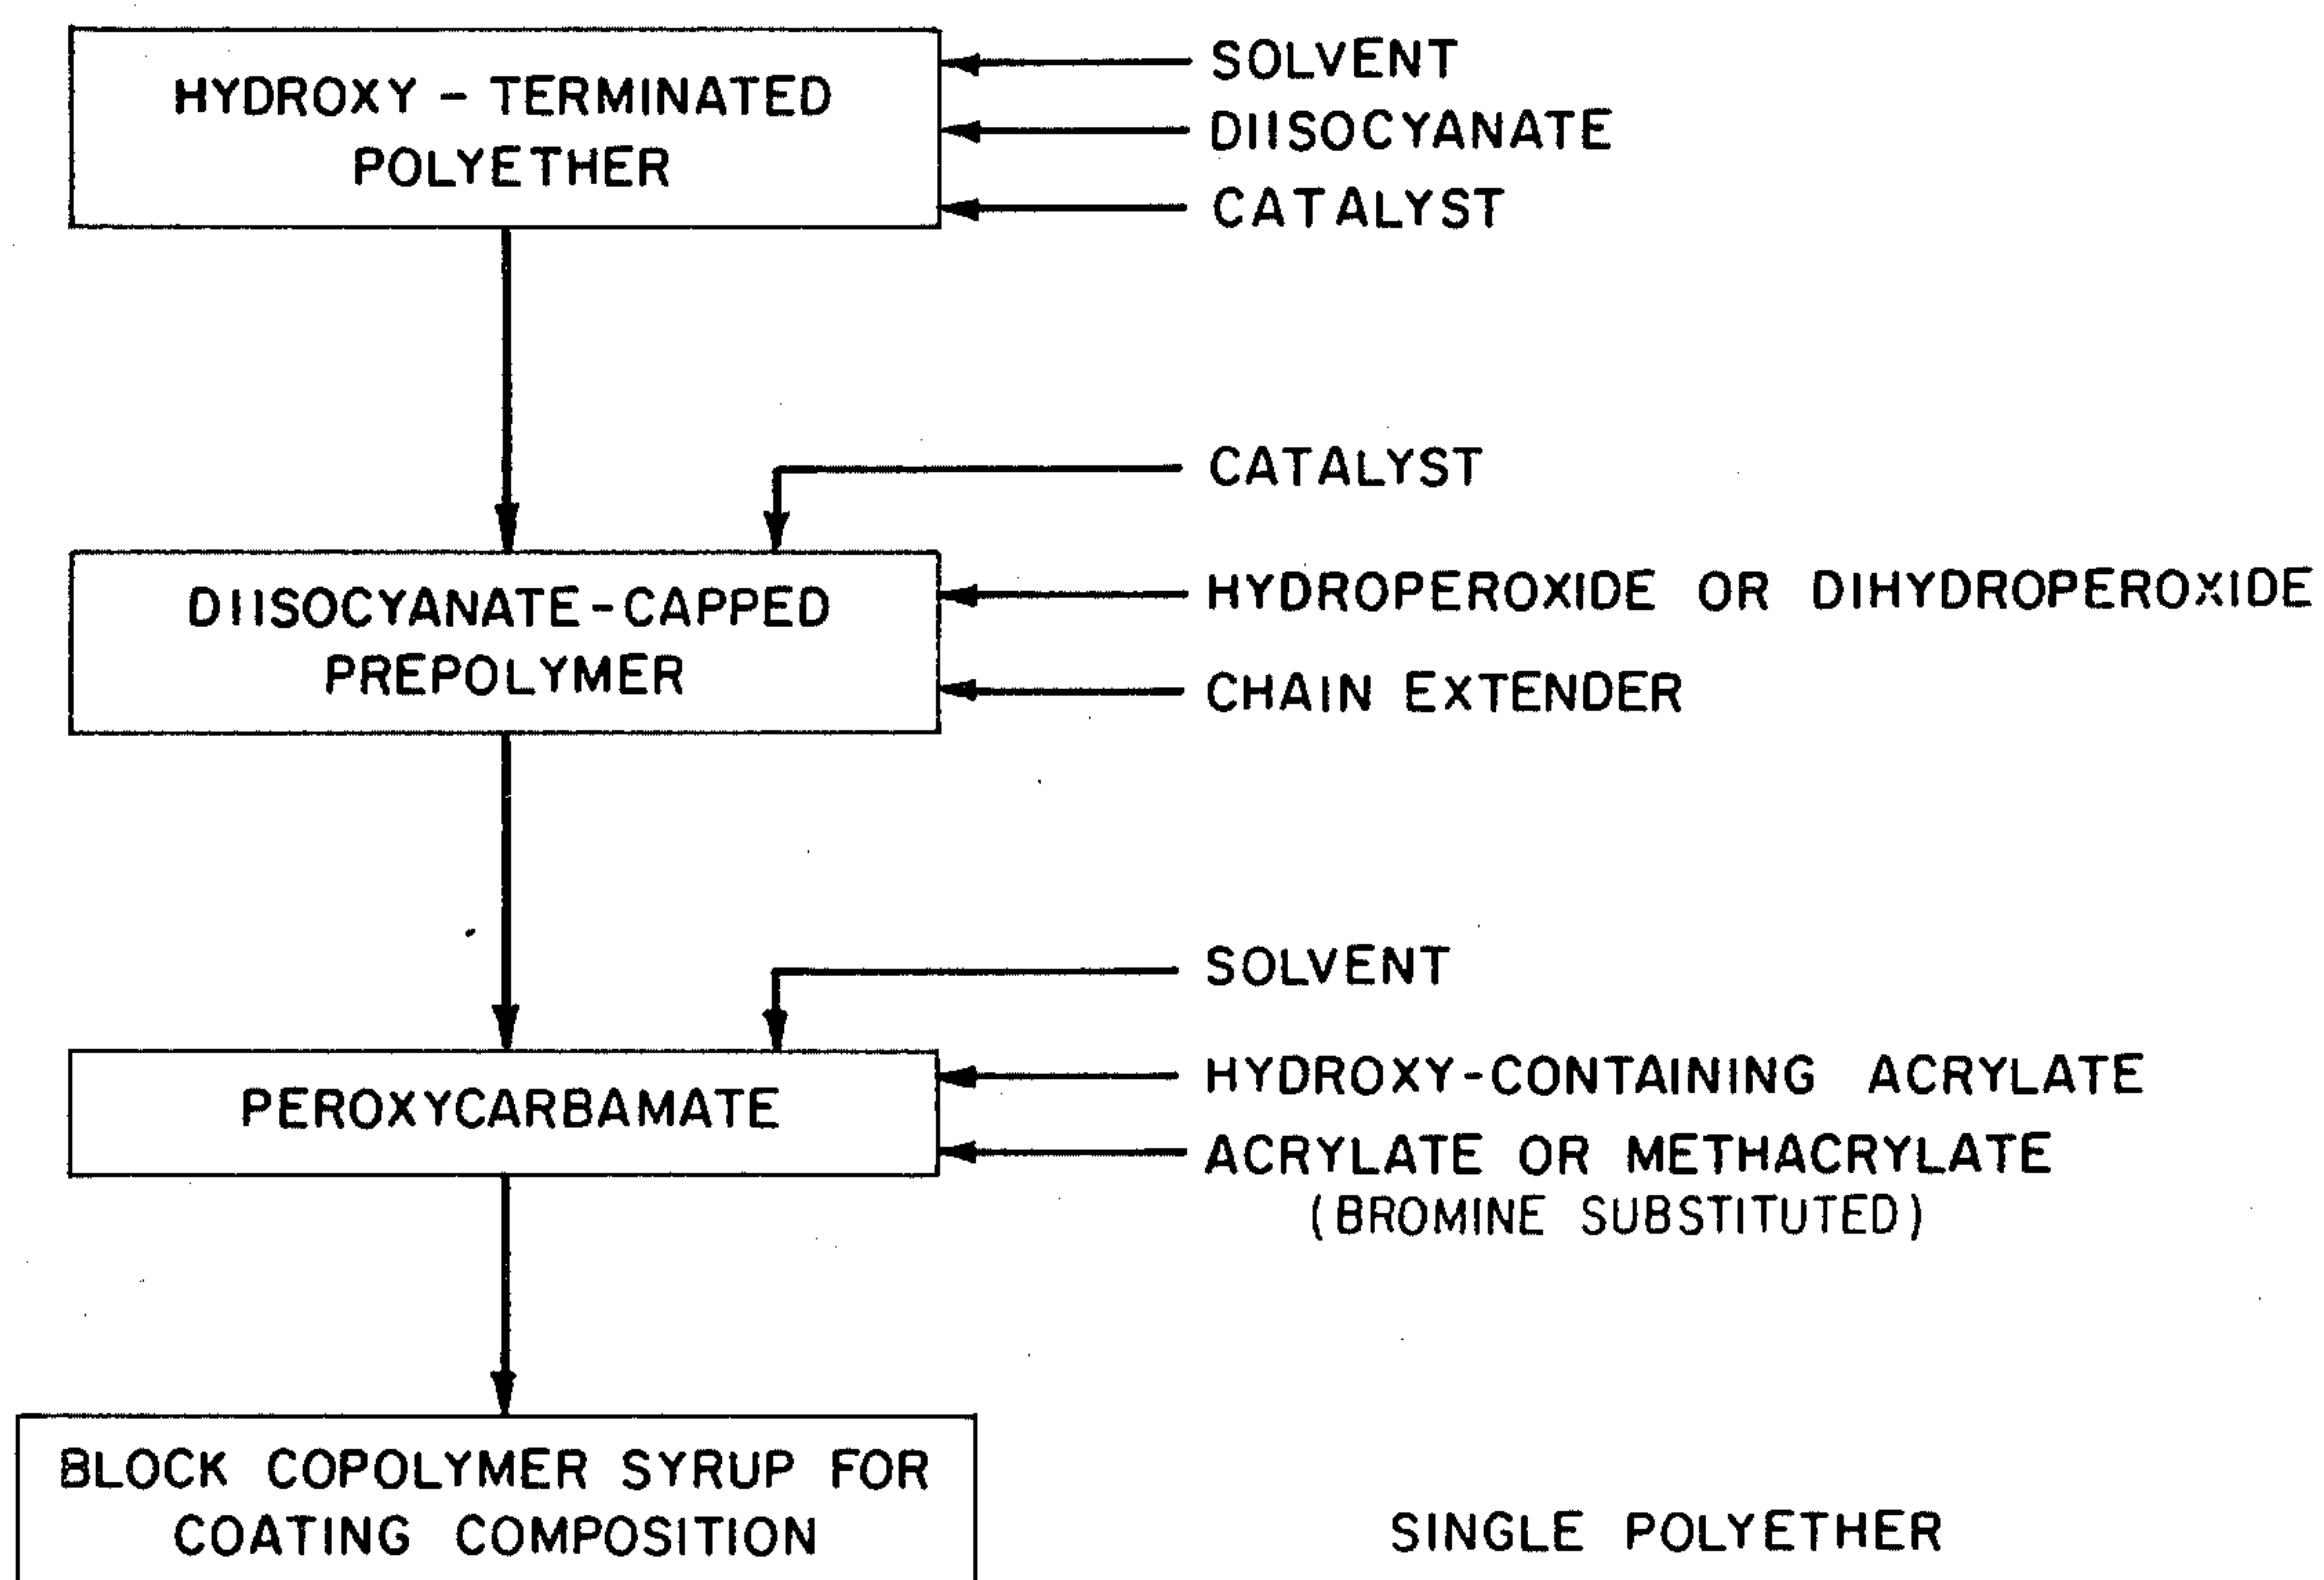 HYDROXY - TERMINATED
POLYETHER
SOLVENT
DIISOCYANATE
CATALYST
CATALYST
DIISOCYANATE-CAPPED
PREPOLYMER
HYDROPEROXIDE OR DIHYDROPEROXIDE
CHAIN EXTENDER
SOLVENT
PEROXYCARBAMATE
HYDROXY-CONTAINING ACRYLATE
ACRYLATE OR METHACRYLATE
(BROMINE SUBSTITUTED)
BLOCK COPOLYMER SYRUP FOR
COATING COMPOSITION
SINGLE POLYETHER